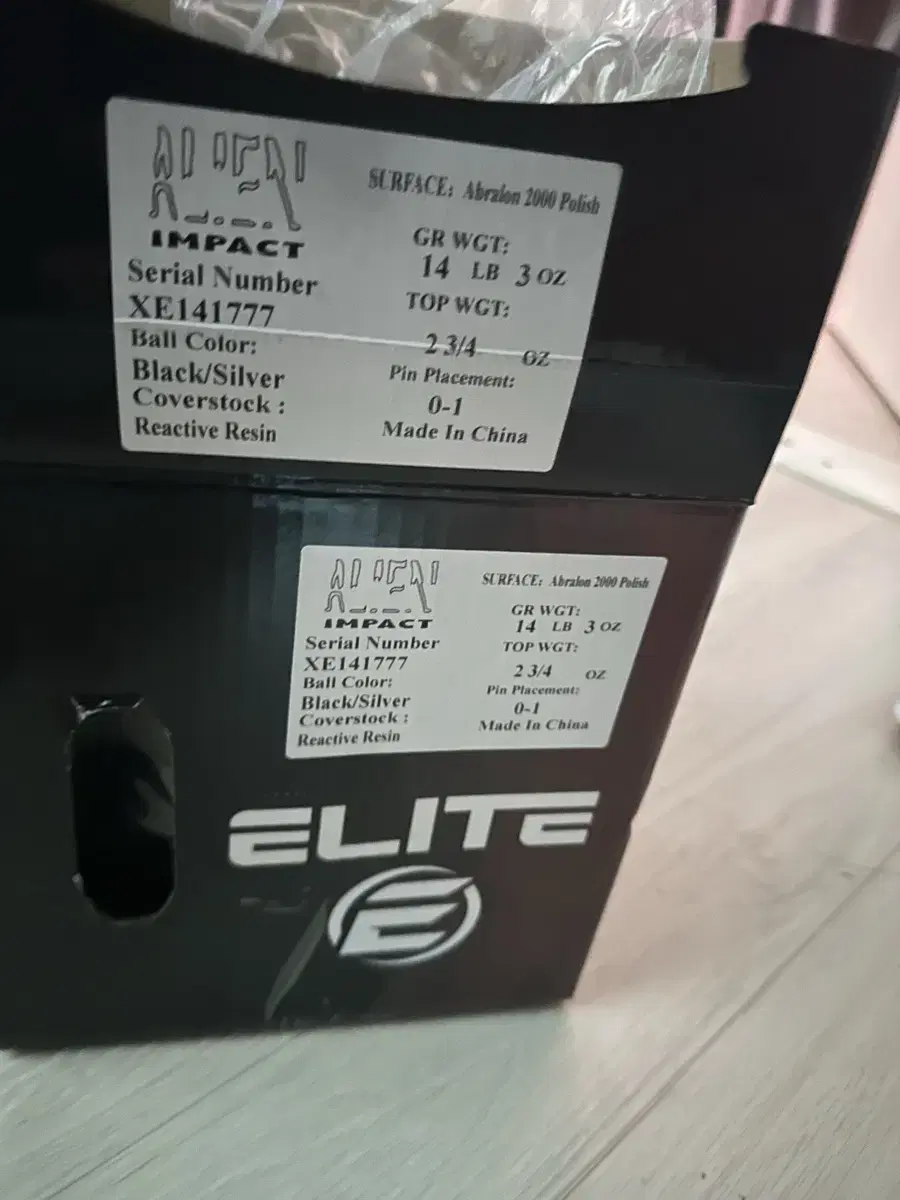 ALIEN
IMPACT
Serial Number
XE141777
Ball Color:
Black/Silver
Coverstock :
Reactive Resin
SURFACE: Abralon 2000 Polish
GR WGT:
14 LB 3 OZ
TOP WGT:
2 3/4 OZ
Pin Placement:
0-1
Made In China
ALIEN
IMPACT
Serial Number
XE141777
Ball Color:
Black/Silver
Coverstock :
Reactive Resin
SURFACE: Abralon 2000 Polish
GR WGT:
14 LB 3 OZ
TOP WGT:
2 3/4 OZ
Pin Placement:
0-1
Made In China
ELITE
E